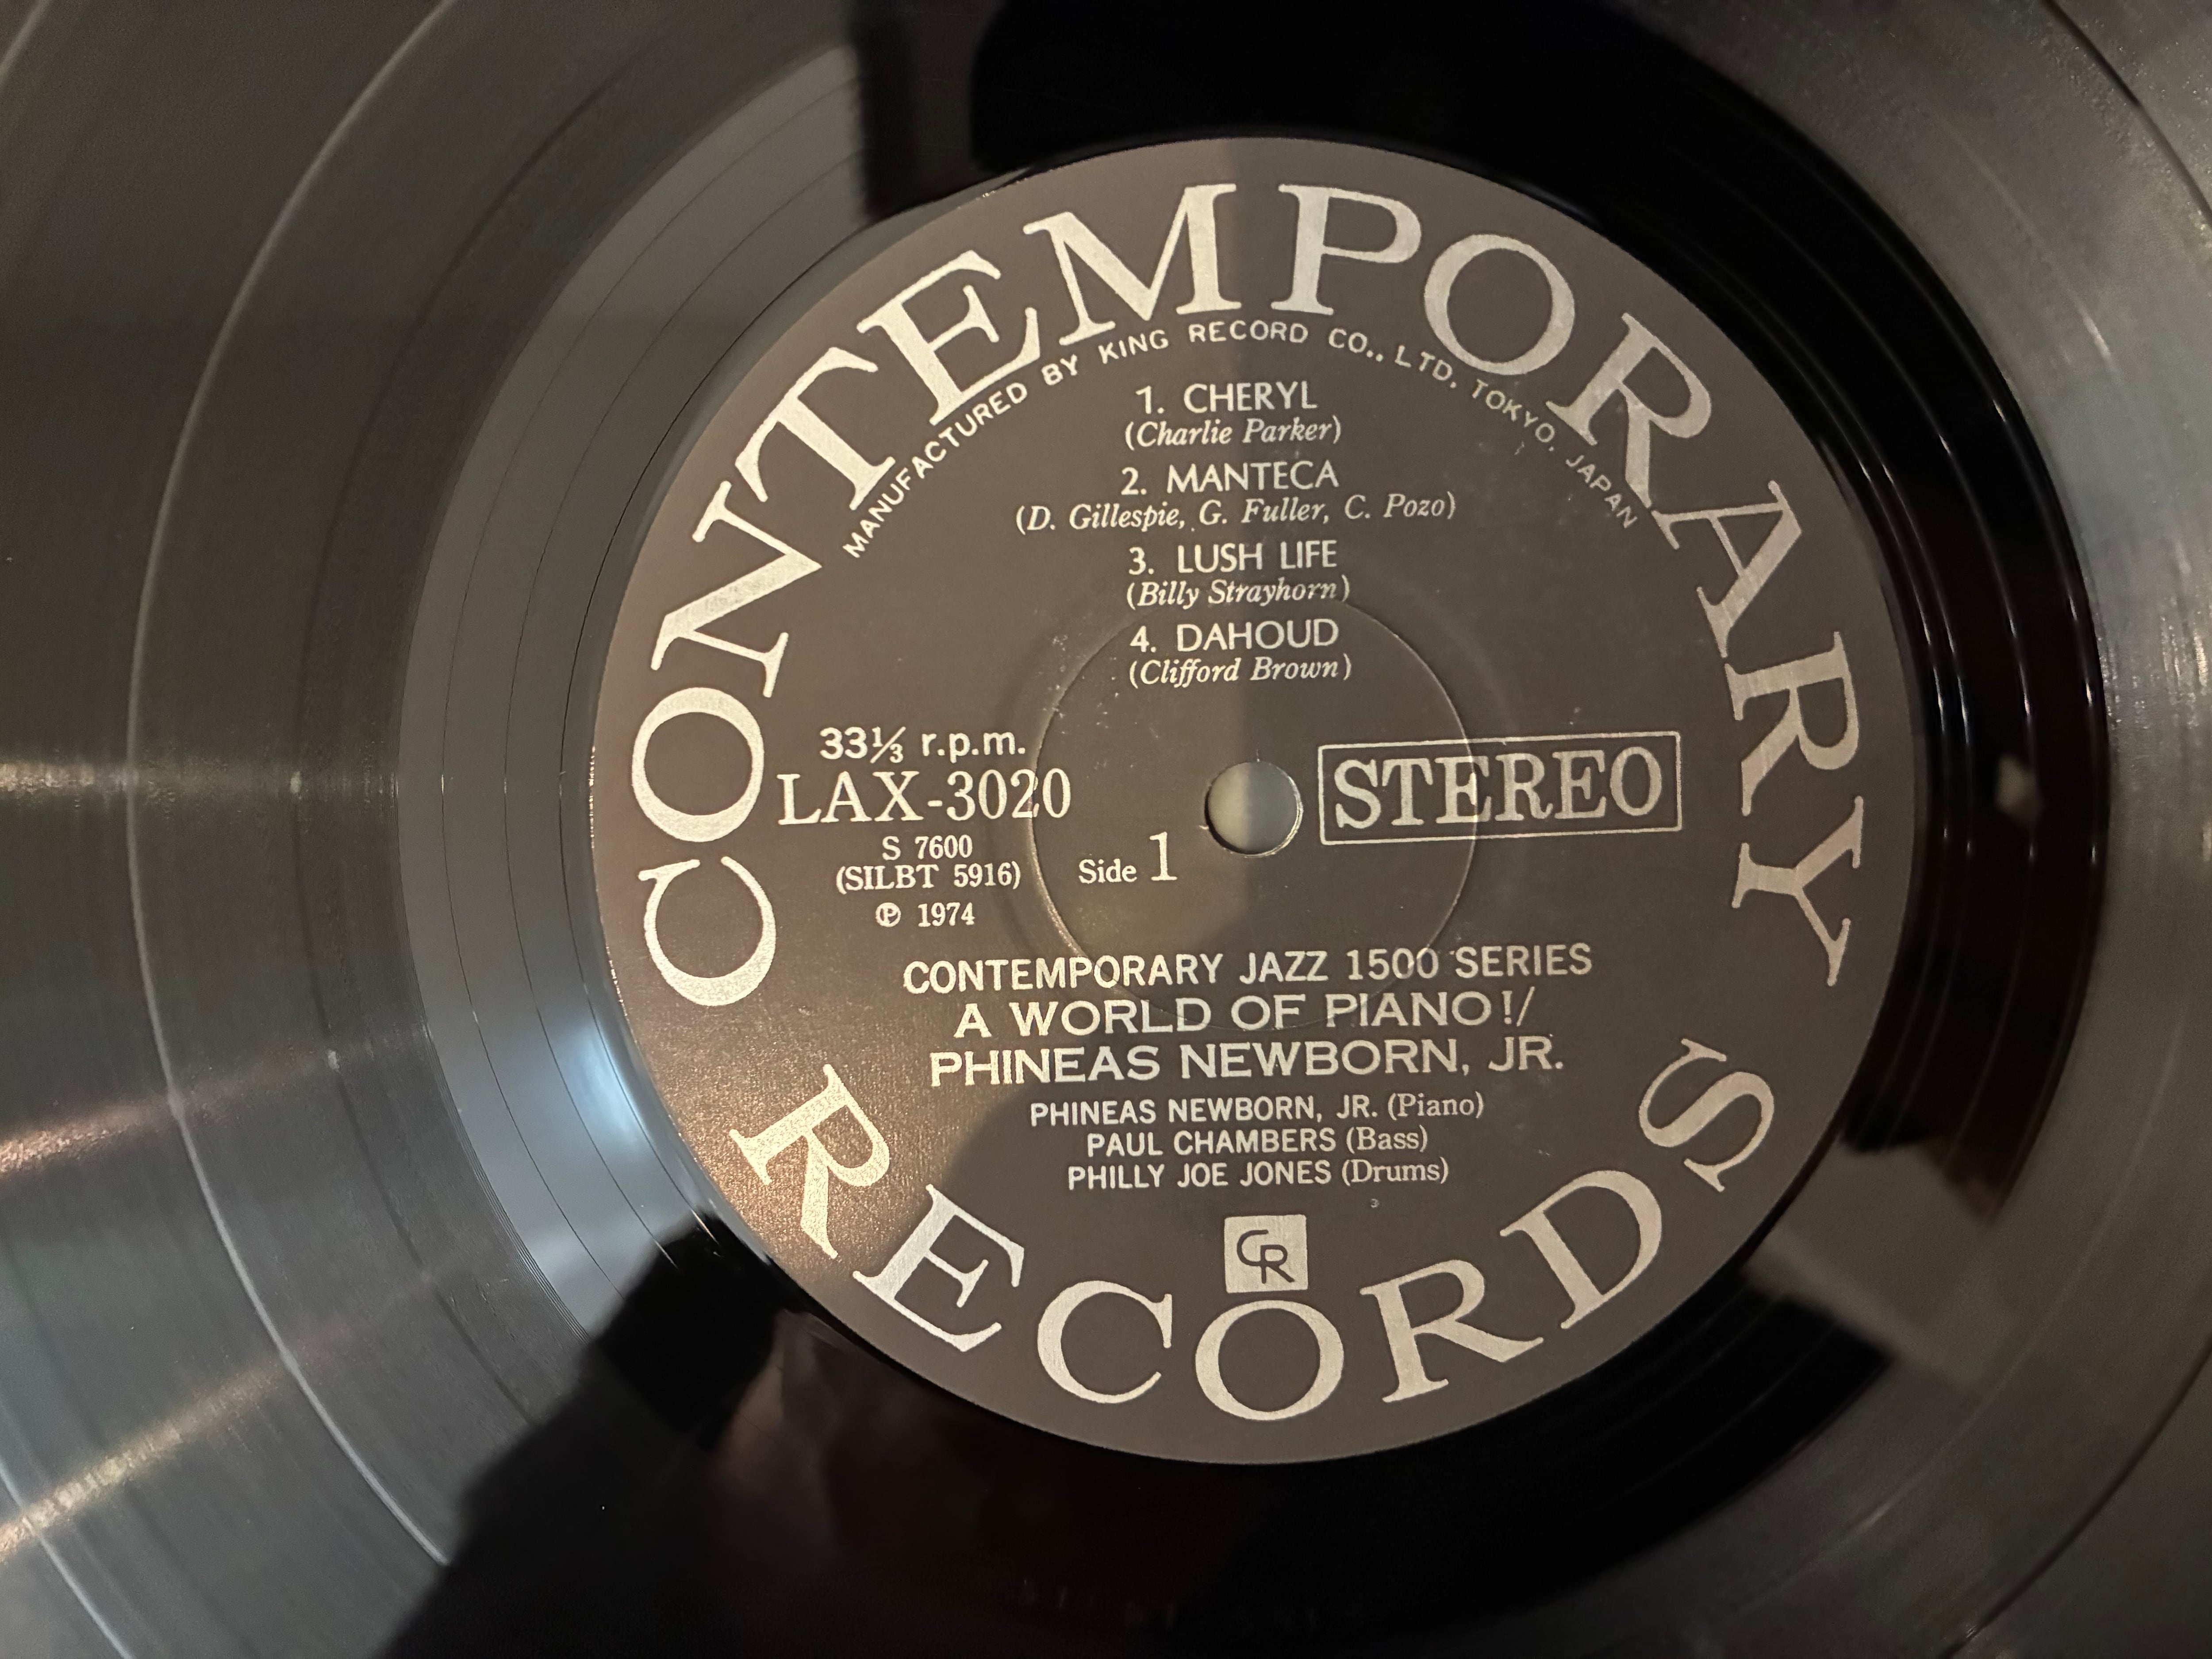 CONTEMPORARY
MANUFACTURED BY KING RECORD CO., LTD. TOKYO. JAPAN
1. CHERYL
(Charlie Parker)
2. MANTECA
(D. Gillespie, G. Fuller, C. Pozo)
3. LUSH LIFE
(Billy Strayhorn)
4. DAHOUD
(Clifford Brown)
33⅓ r.p.m.
LAX-3020
S 7600
(SILBT 5916)
℗ 1974
Side 1
STEREO
CONTEMPORARY JAZZ 1500 SERIES
A WORLD OF PIANO!/
PHINEAS NEWBORN, JR.
PHINEAS NEWBORN, JR. (Piano)
PAUL CHAMBERS (Bass)
PHILLY JOE JONES (Drums)
CR
RECORDS